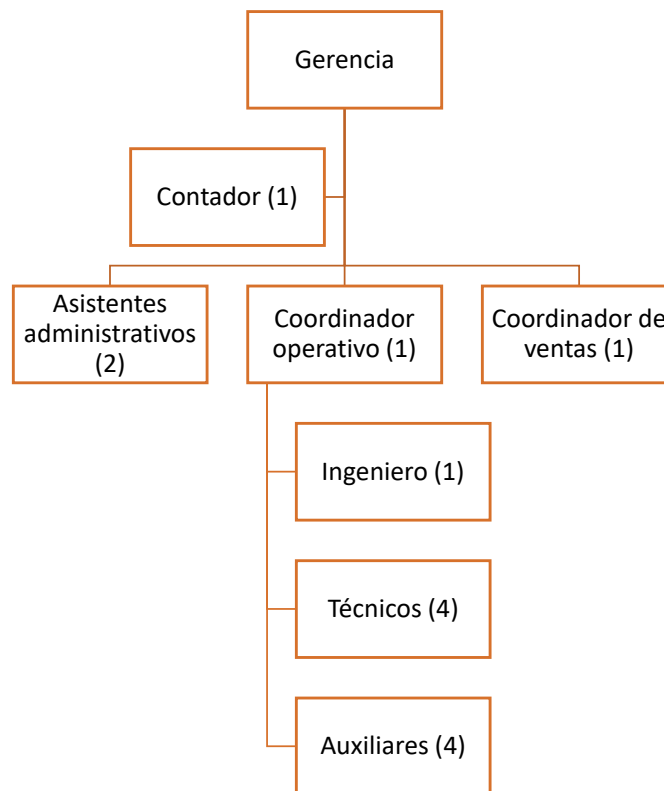 Gerencia
Contador (1)
Asistentes
administrativos
(2)
Coordinador
operativo (1)
Coordinador de
ventas (1)
Ingeniero (1)
Técnicos (4)
Auxiliares (4)